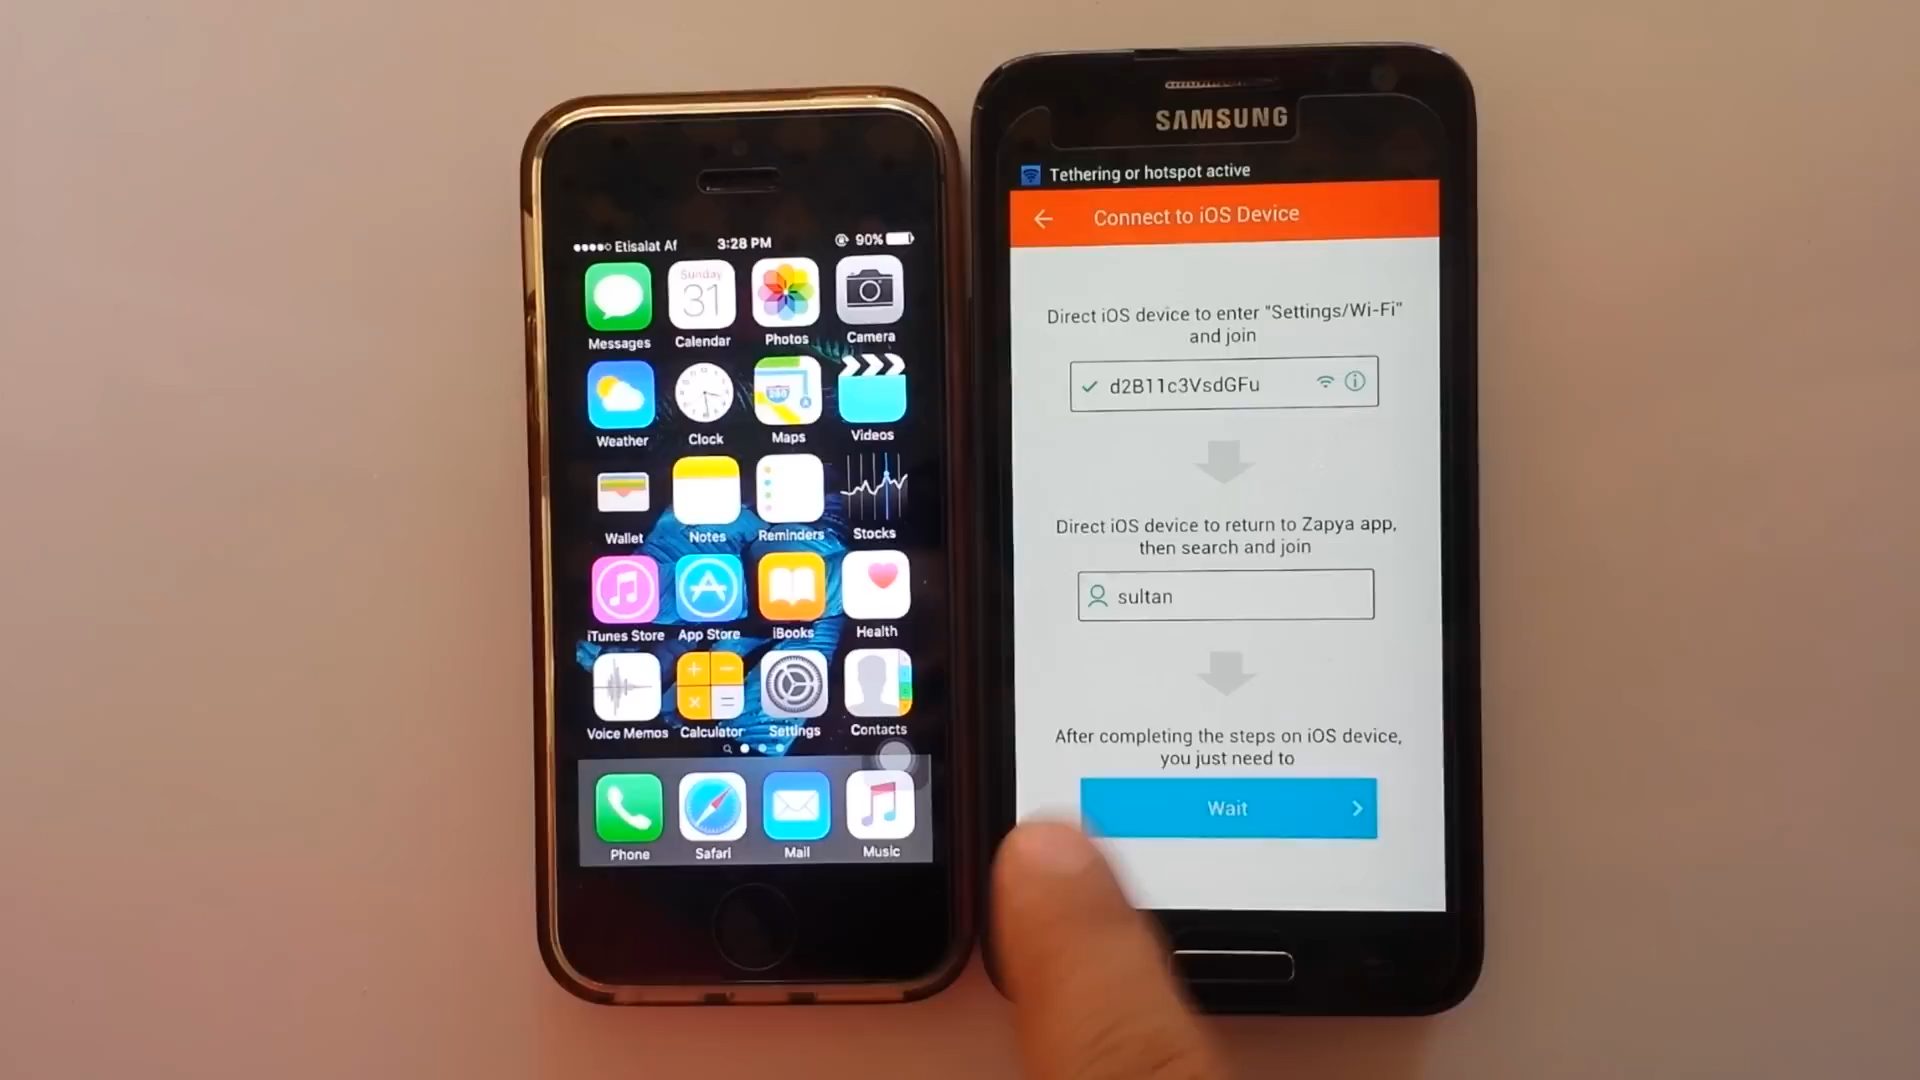 Etisalat Af 3:28 PM 90%
Sunday
31
Messages Calendar Photos Camera
280
Weather Clock Maps Videos
Wallet Notes Reminders Stocks
iTunes Store App Store iBooks Health
Voice Memos Calculator Settings Contacts
Phone Safari Mail Music
SAMSUNG
Tethering or hotspot active
Connect to iOS Device
Direct iOS device to enter "Settings/Wi-Fi"
and join
d2B11c3VsdGFu
Direct iOS device to return to Zapya app,
then search and join
sultan
After completing the steps on iOS device,
you just need to
Wait